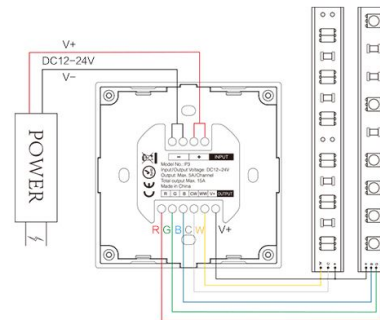 V+
DC12-24V
V-
POWER
− + INPUT
Model No.: P3
Input/Output Voltage: DC12-24V
Output: Max. 5A/Channel
Total output: Max 15A
Made in China
R G B CW WW V+ OUTPUT
R G B C W V+